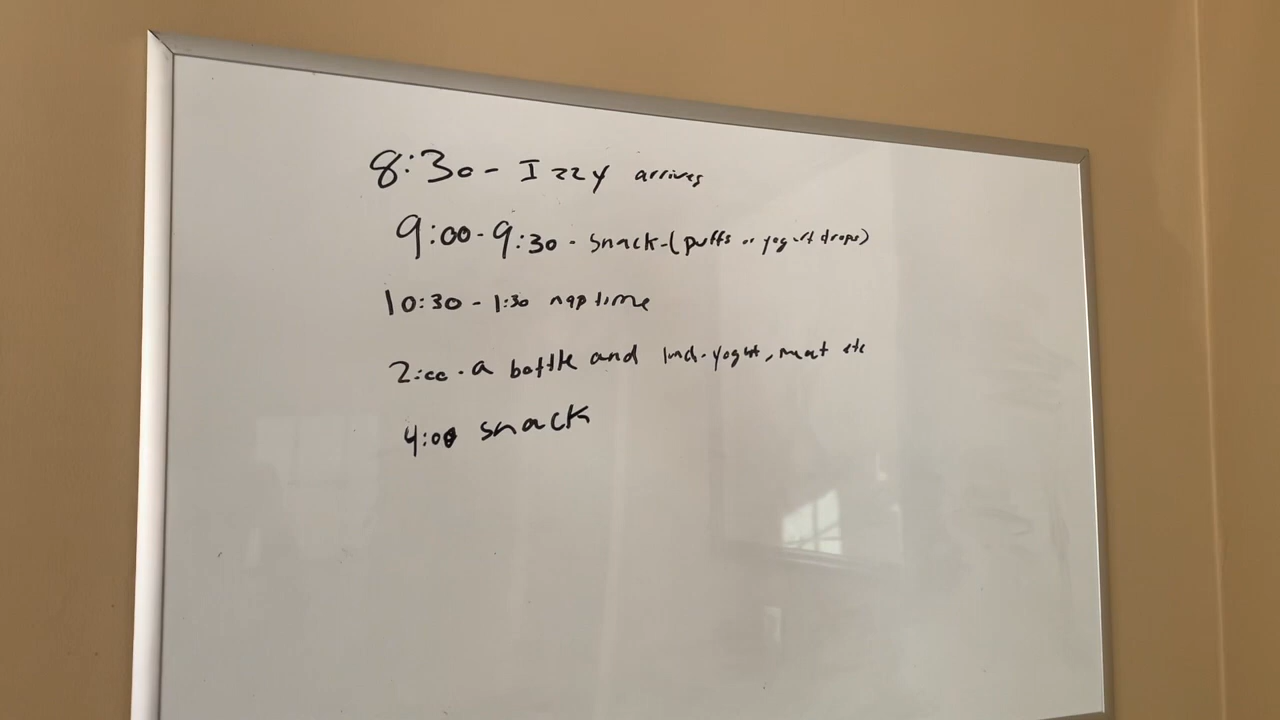 8:30 - Izzy arrives
9:00 - 9:30 - snack - (puffs or yogurt drops)
10:30 - 1:30 nap time
2:00 - a bottle and lunch - yogurt, meat etc
4:00 snack